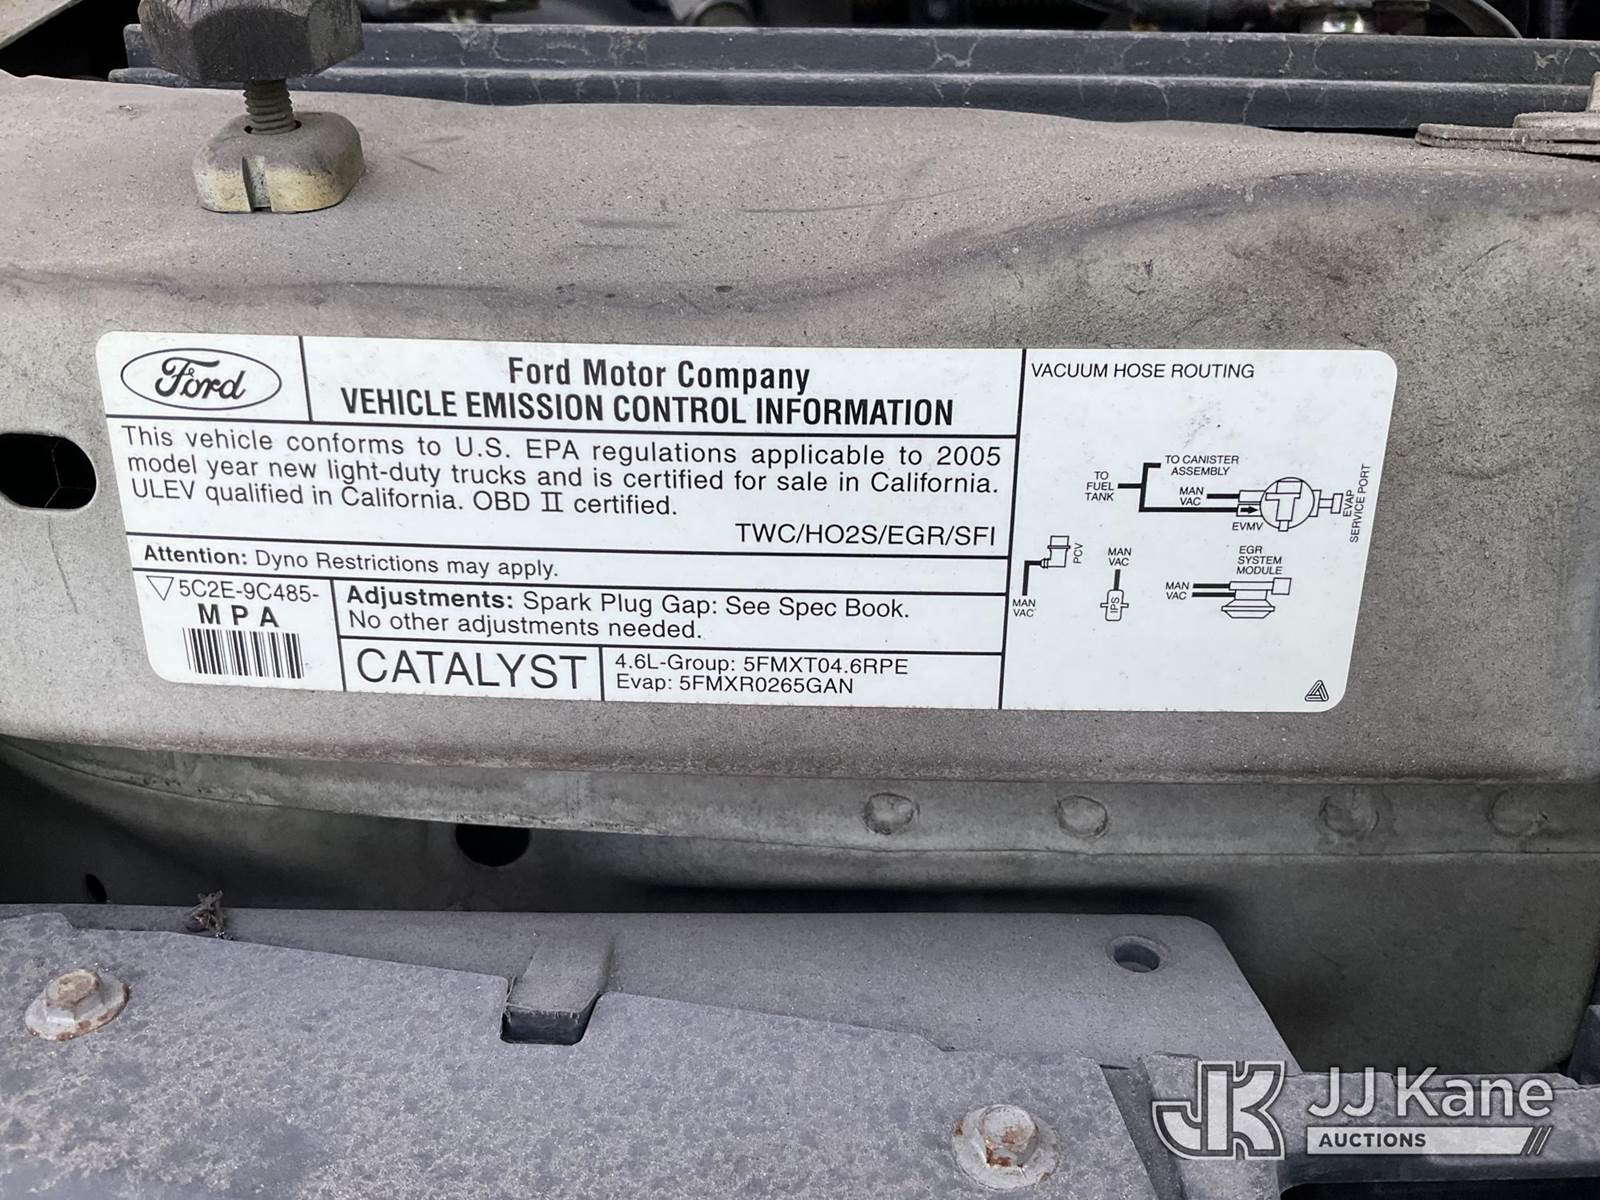 Ford
Ford Motor Company
VEHICLE EMISSION CONTROL INFORMATION
This vehicle conforms to U.S. EPA regulations applicable to 2005
model year new light-duty trucks and is certified for sale in California.
ULEV qualified in California. OBD II certified.
TWC/HO2S/EGR/SFI
Attention: Dyno Restrictions may apply.
5C2E-9C485-
MPA
Adjustments: Spark Plug Gap: See Spec Book.
No other adjustments needed.
CATALYST
4.6L-Group: 5FMXT04.6RPE
Evap: 5FMXR0265GAN
VACUUM HOSE ROUTING
TO CANISTER
ASSEMBLY
TO
FUEL
TANK
MAN
VAC
EVMV
EVAP
SERVICE PORT
PCV
MAN
VAC
MAN
VAC
IPS
EGR
SYSTEM
MODULE
MAN
VAC
JK
JJ Kane
AUCTIONS